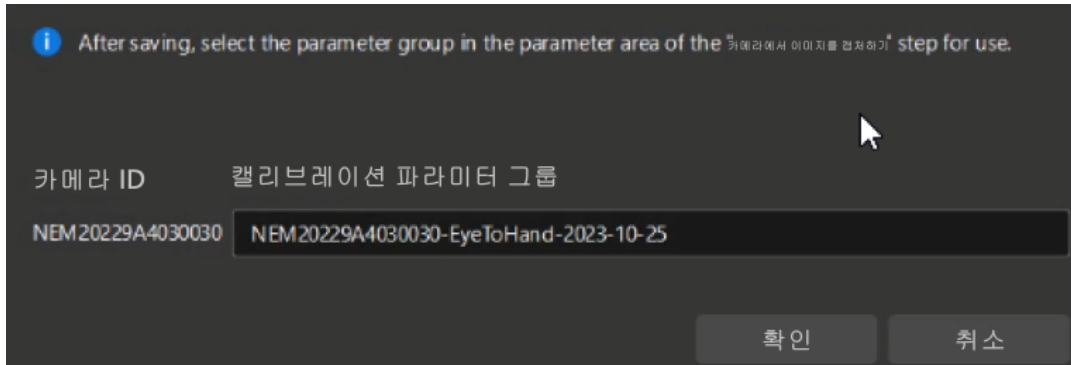 After saving, select the parameter group in the parameter area of the "카메라에서 이미지를 캡처하기" step for use.
카메라 ID 캘리브레이션 파라미터 그룹
NEM20229A4030030 NEM20229A4030030-EyeToHand-2023-10-25
확인 취소